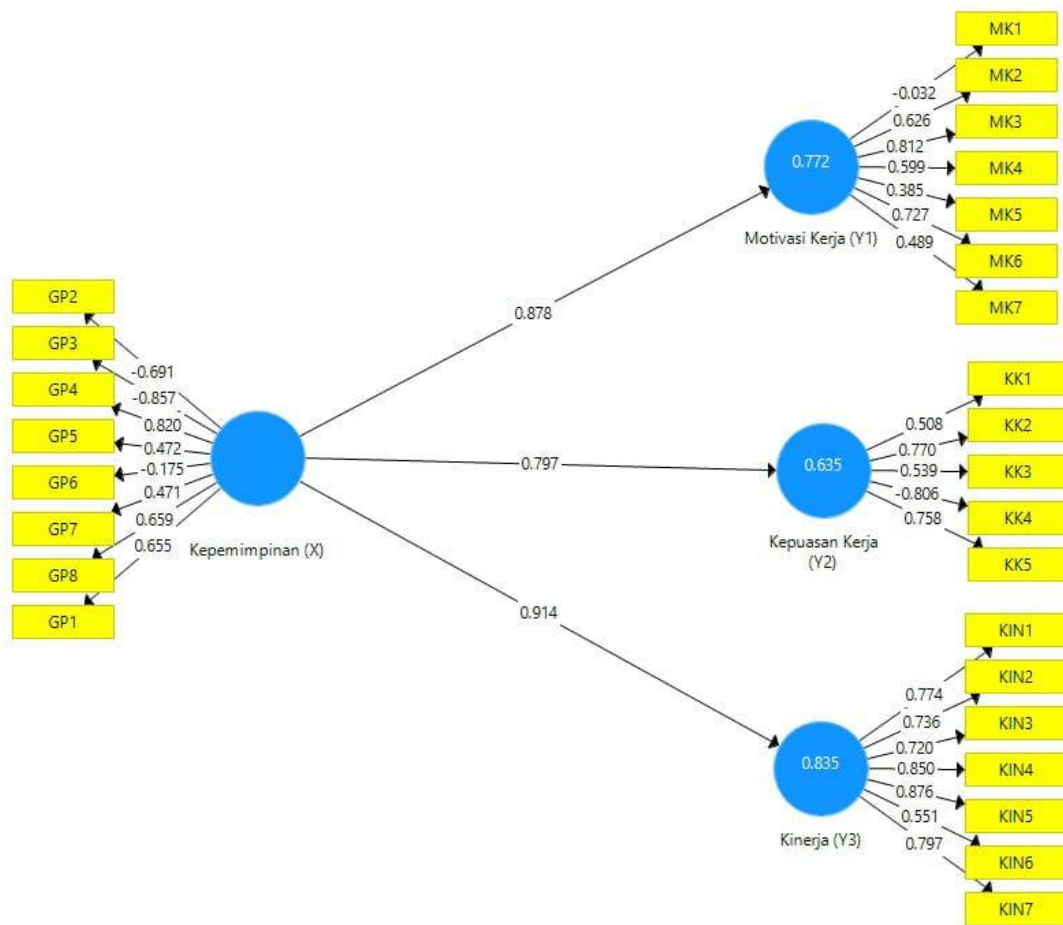 MK1
MK2
MK3
MK4
MK5
MK6
MK7
-0.032
0.626
0.812
0.599
0.385
0.727
0.489
0.772
Motivasi Kerja (Y1)
GP2
GP3
GP4
GP5
GP6
GP7
GP8
GP1
-0.691
-0.857
0.820
0.472
-0.175
0.471
0.659
0.655
Kepemimpinan (X)
0.878
0.797
0.914
KK1
KK2
KK3
KK4
KK5
0.508
0.770
0.539
-0.806
0.758
0.635
Kepuasan Kerja
(Y2)
KIN1
KIN2
KIN3
KIN4
KIN5
KIN6
KIN7
0.774
0.736
0.720
0.850
0.876
0.551
0.797
0.835
Kinerja (Y3)